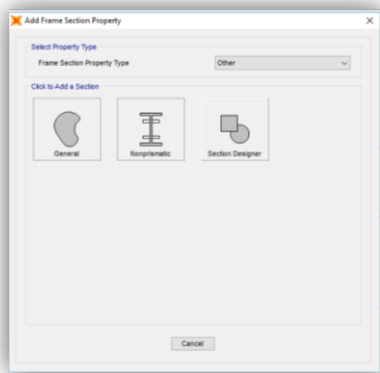 Add Frame Section Property
Select Property Type
Frame Section Property Type
Other
Click to Add a Section
General
Nonprismatic
Section Designer
Cancel